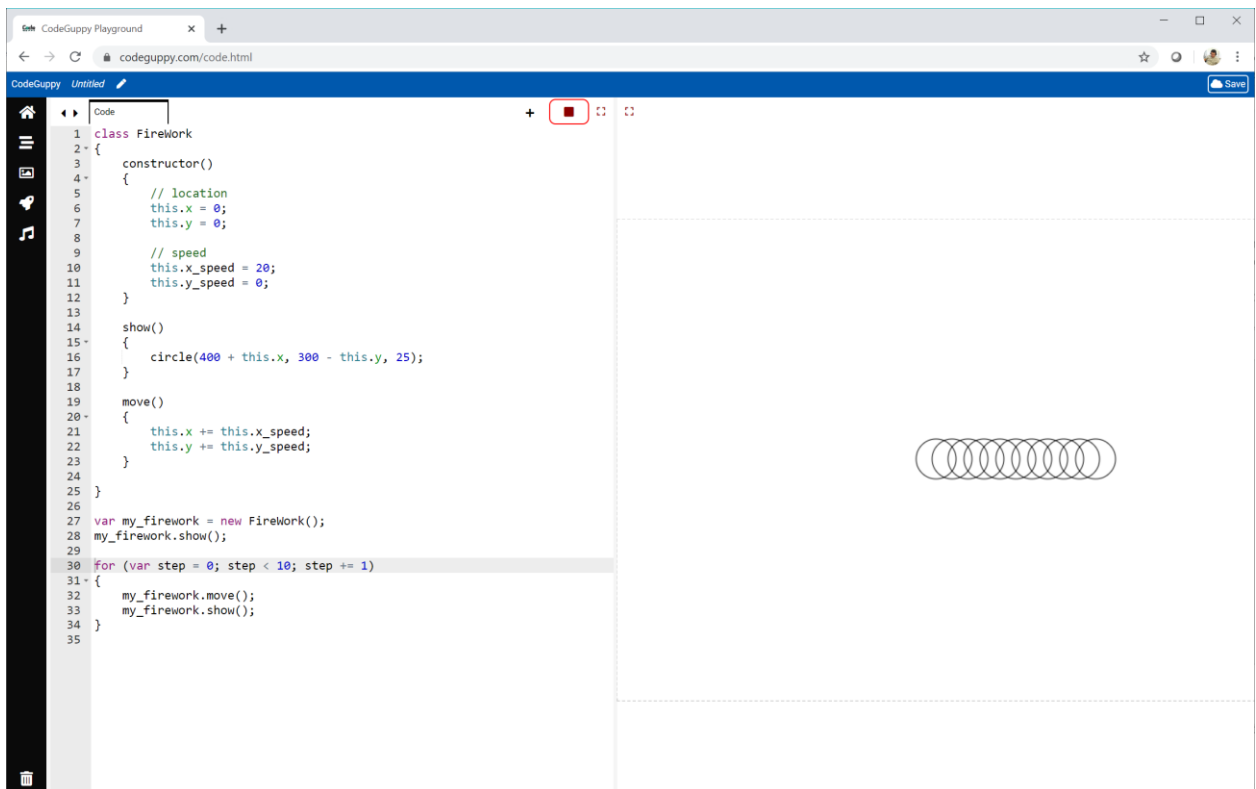 Code CodeGuppy Playground
codeguppy.com/code.html
CodeGuppy Untitled
Save
Code
1 class FireWork
2 {
3     constructor()
4     {
5         // location
6         this.x = 0;
7         this.y = 0;
8
9         // speed
10         this.x_speed = 20;
11         this.y_speed = 0;
12     }
13
14     show()
15     {
16         circle(400 + this.x, 300 - this.y, 25);
17     }
18
19     move()
20     {
21         this.x += this.x_speed;
22         this.y += this.y_speed;
23     }
24
25 }
26
27 var my_firework = new FireWork();
28 my_firework.show();
29
30 for (var step = 0; step < 10; step += 1)
31 {
32     my_firework.move();
33     my_firework.show();
34 }
35